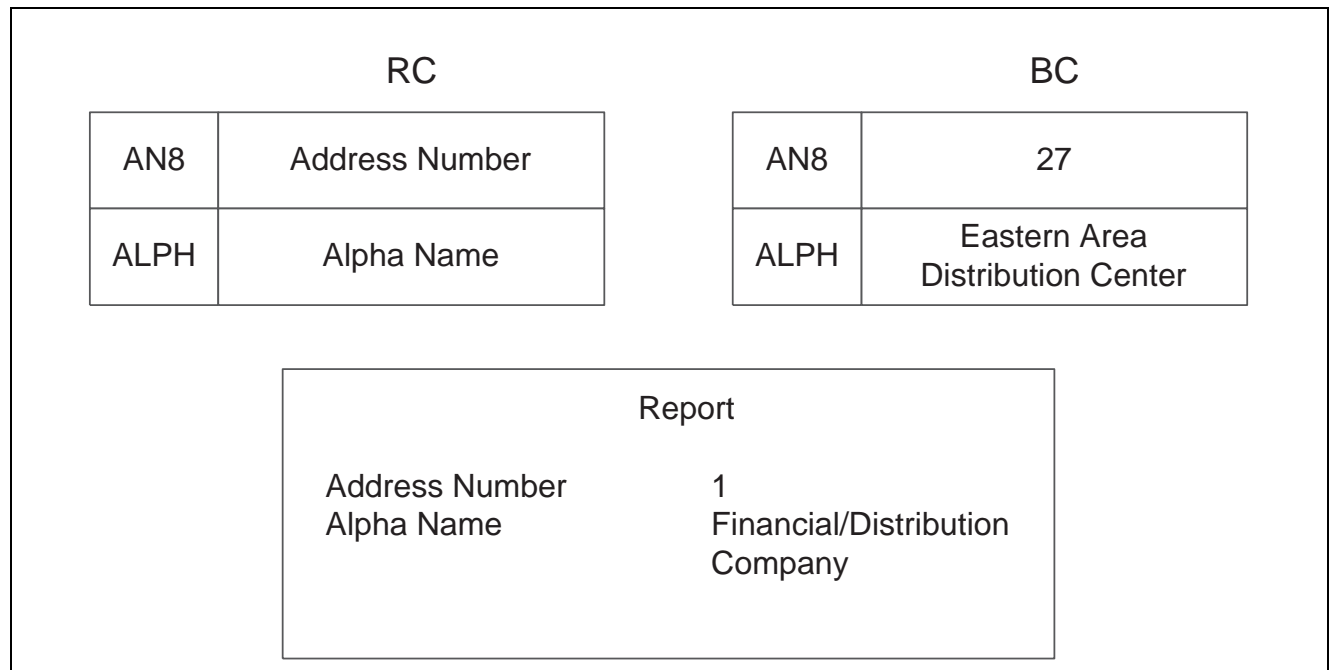 RC
AN8 Address Number
ALPH Alpha Name
BC
AN8 27
ALPH Eastern Area
Distribution Center
Report
Address Number 1
Alpha Name Financial/Distribution
Company